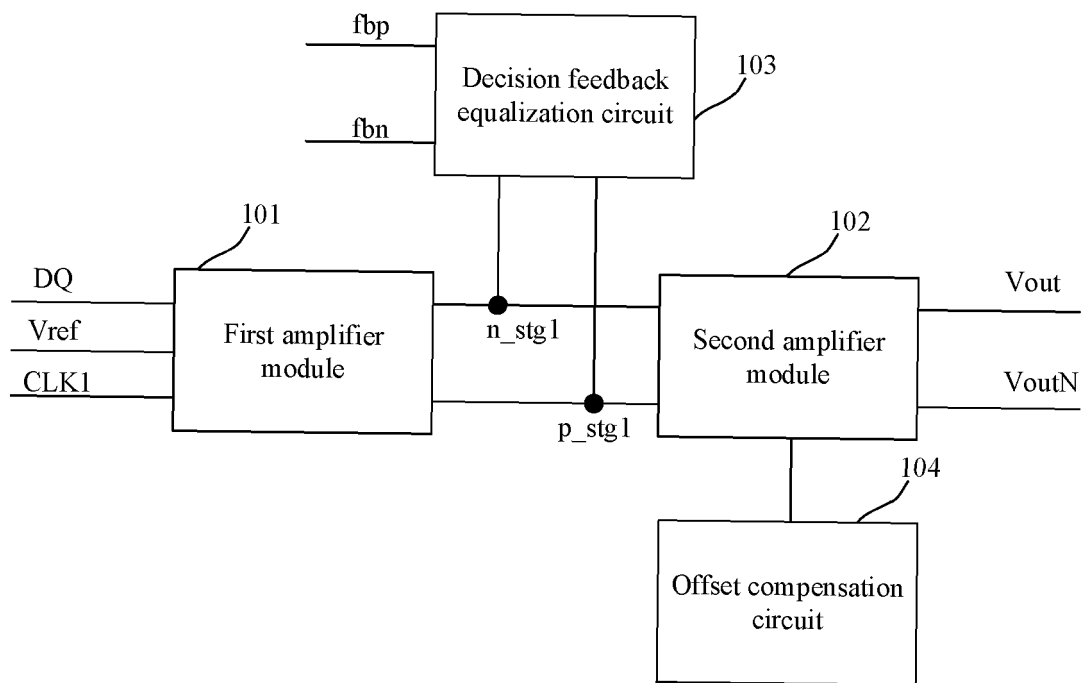 fbp
fbn
Decision feedback
equalization circuit
103
101
102
DQ
Vref
CLK1
First amplifier
module
n_stg1
p_stg1
Second amplifier
module
Vout
VoutN
104
Offset compensation
circuit